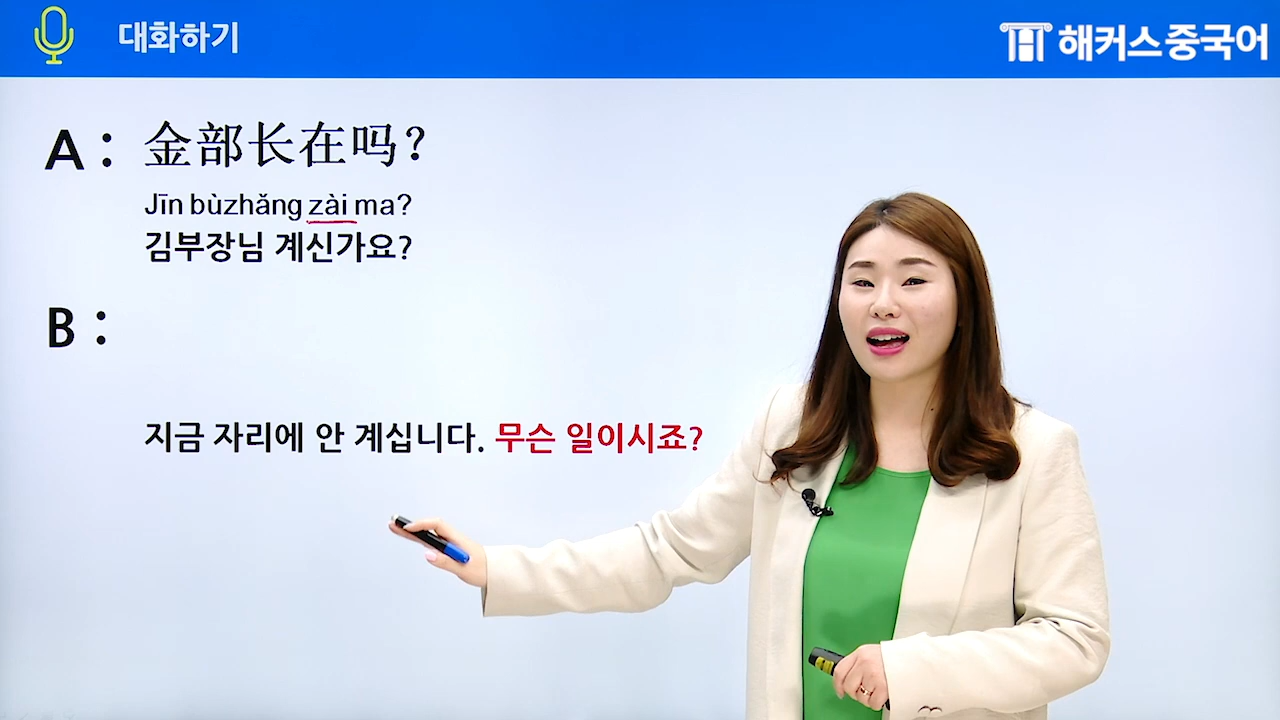 대화하기
해커스중국어
A : 金部长在吗?
Jīn bùzhǎng zài ma?
김부장님 계신가요?
B :
지금 자리에 안 계십니다. 무슨 일이시죠?